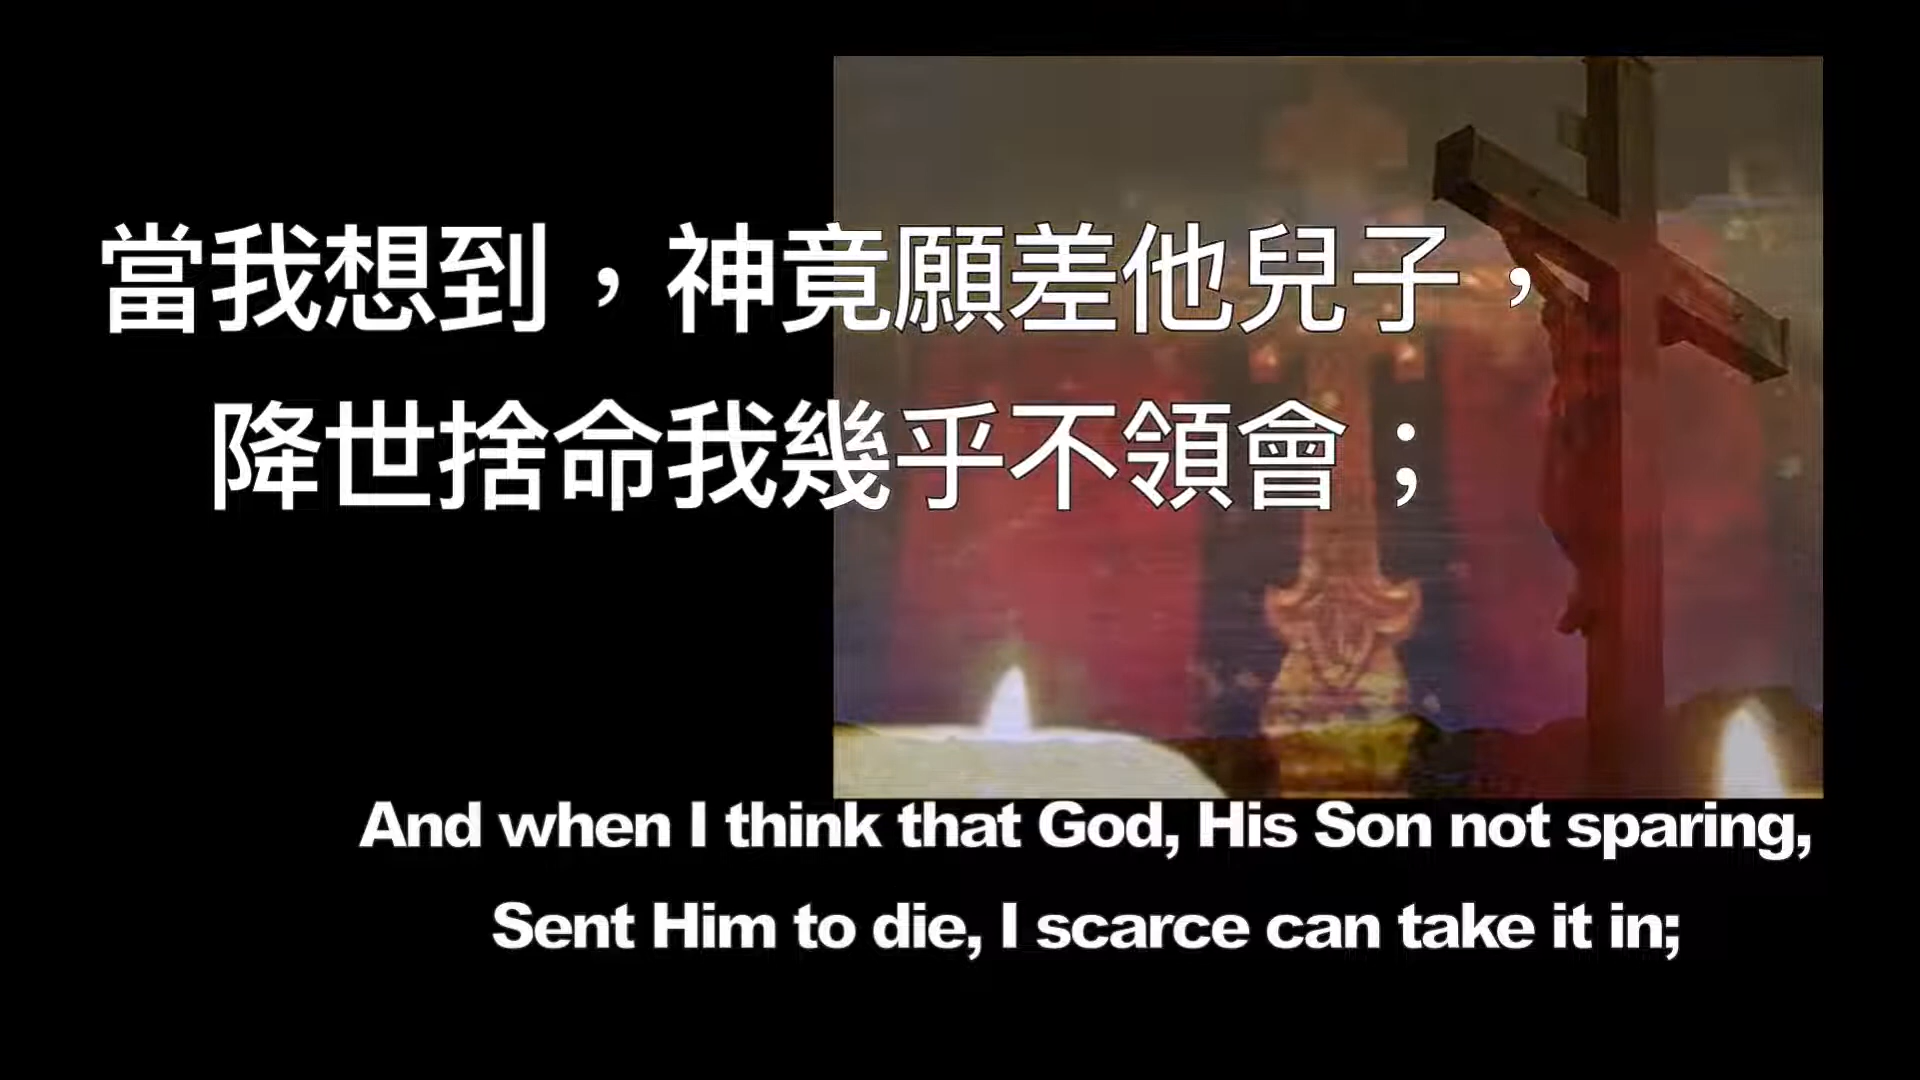 當我想到，神竟願差他兒子，
降世捨命我幾乎不領會；
And when I think that God, His Son not sparing,
Sent Him to die, I scarce can take it in;